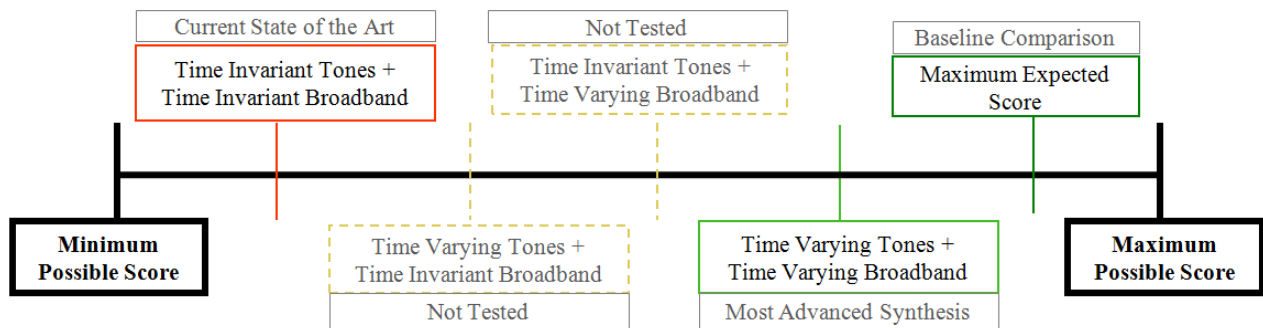 Current State of the Art
Time Invariant Tones +
Time Invariant Broadband
Not Tested
Time Invariant Tones +
Time Varying Broadband
Baseline Comparison
Maximum Expected
Score
Minimum
Possible Score
Time Varying Tones +
Time Invariant Broadband
Not Tested
Time Varying Tones +
Time Varying Broadband
Most Advanced Synthesis
Maximum
Possible Score